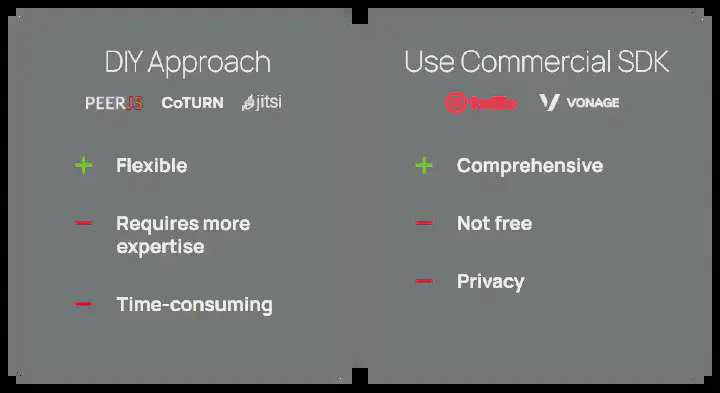 DIY Approach
PEERJS CoTURN jitsi
+ Flexible
− Requires more
expertise
− Time-consuming
Use Commercial SDK
twilio VONAGE
+ Comprehensive
− Not free
− Privacy